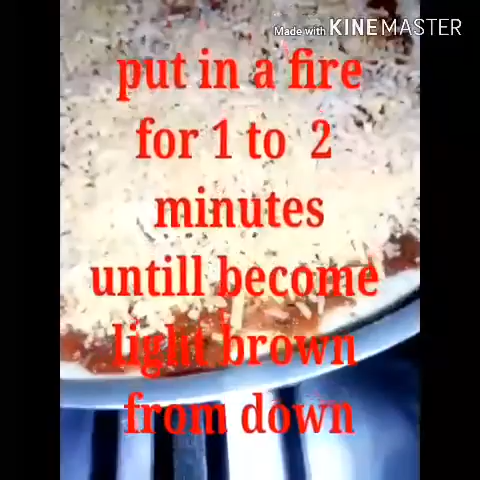 Made with KINEMASTER
put in a fire
for 1 to 2
minutes
untill become
light brown
from down